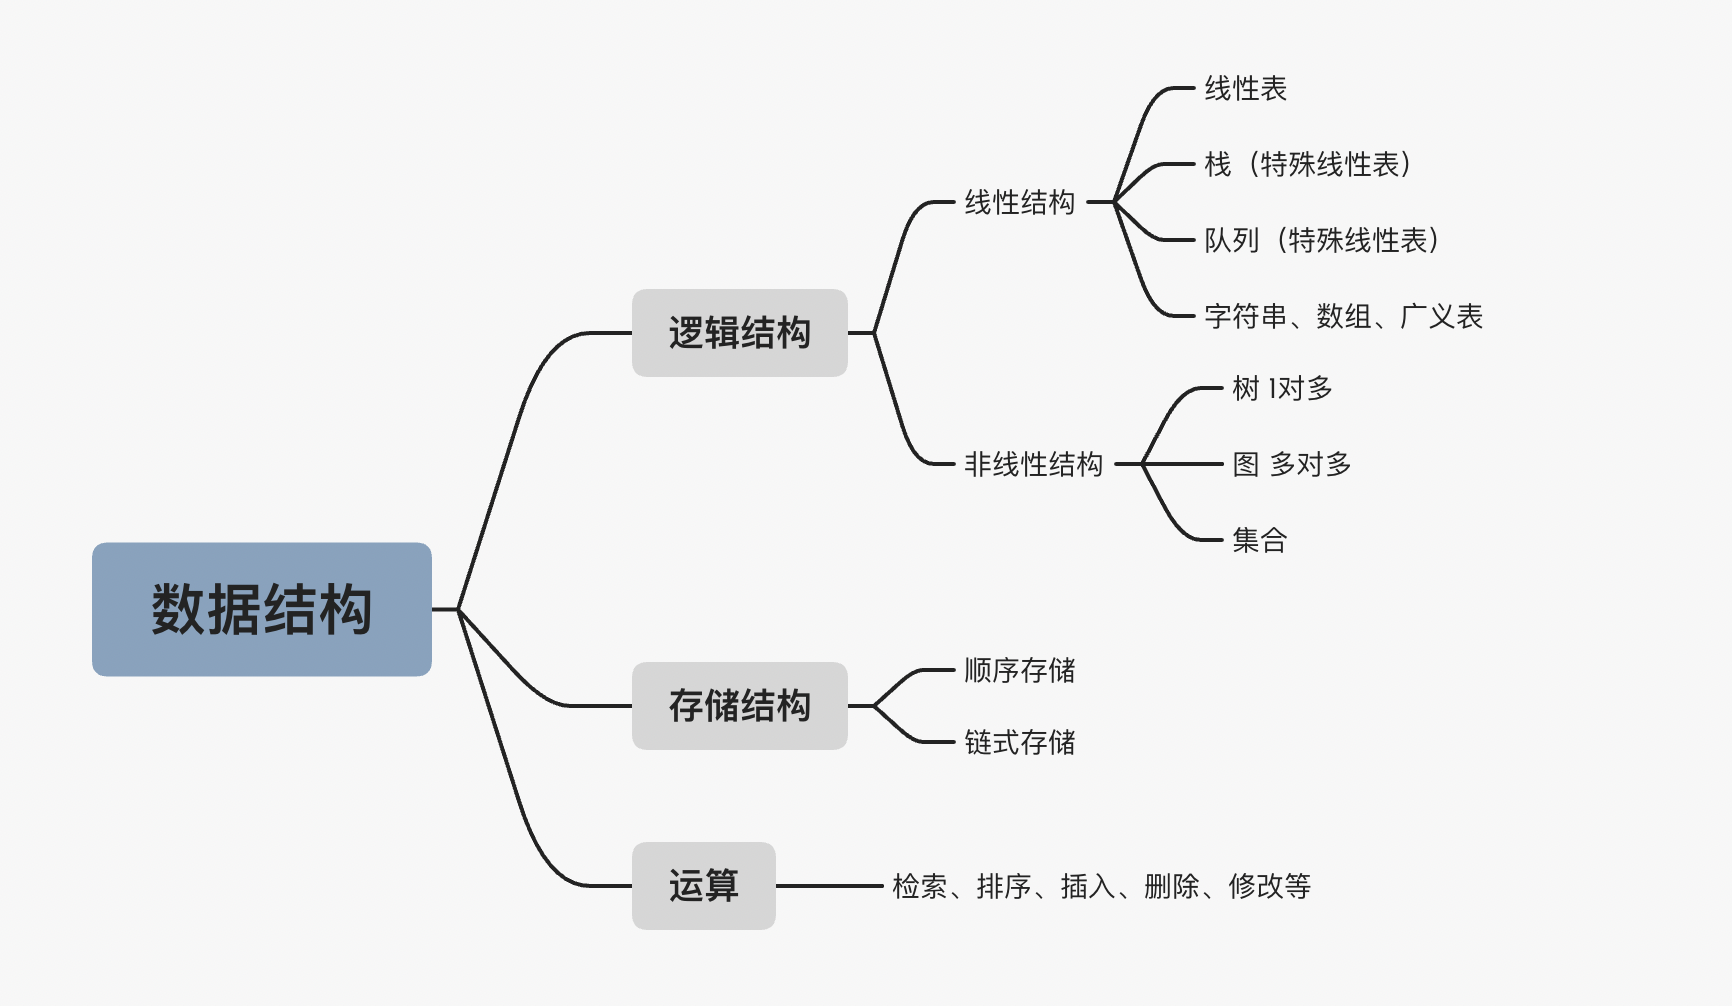 数据结构
逻辑结构
线性结构
线性表
栈（特殊线性表）
队列（特殊线性表）
字符串、数组、广义表
非线性结构
树 1对多
图 多对多
集合
存储结构
顺序存储
链式存储
运算
检索、排序、插入、删除、修改等